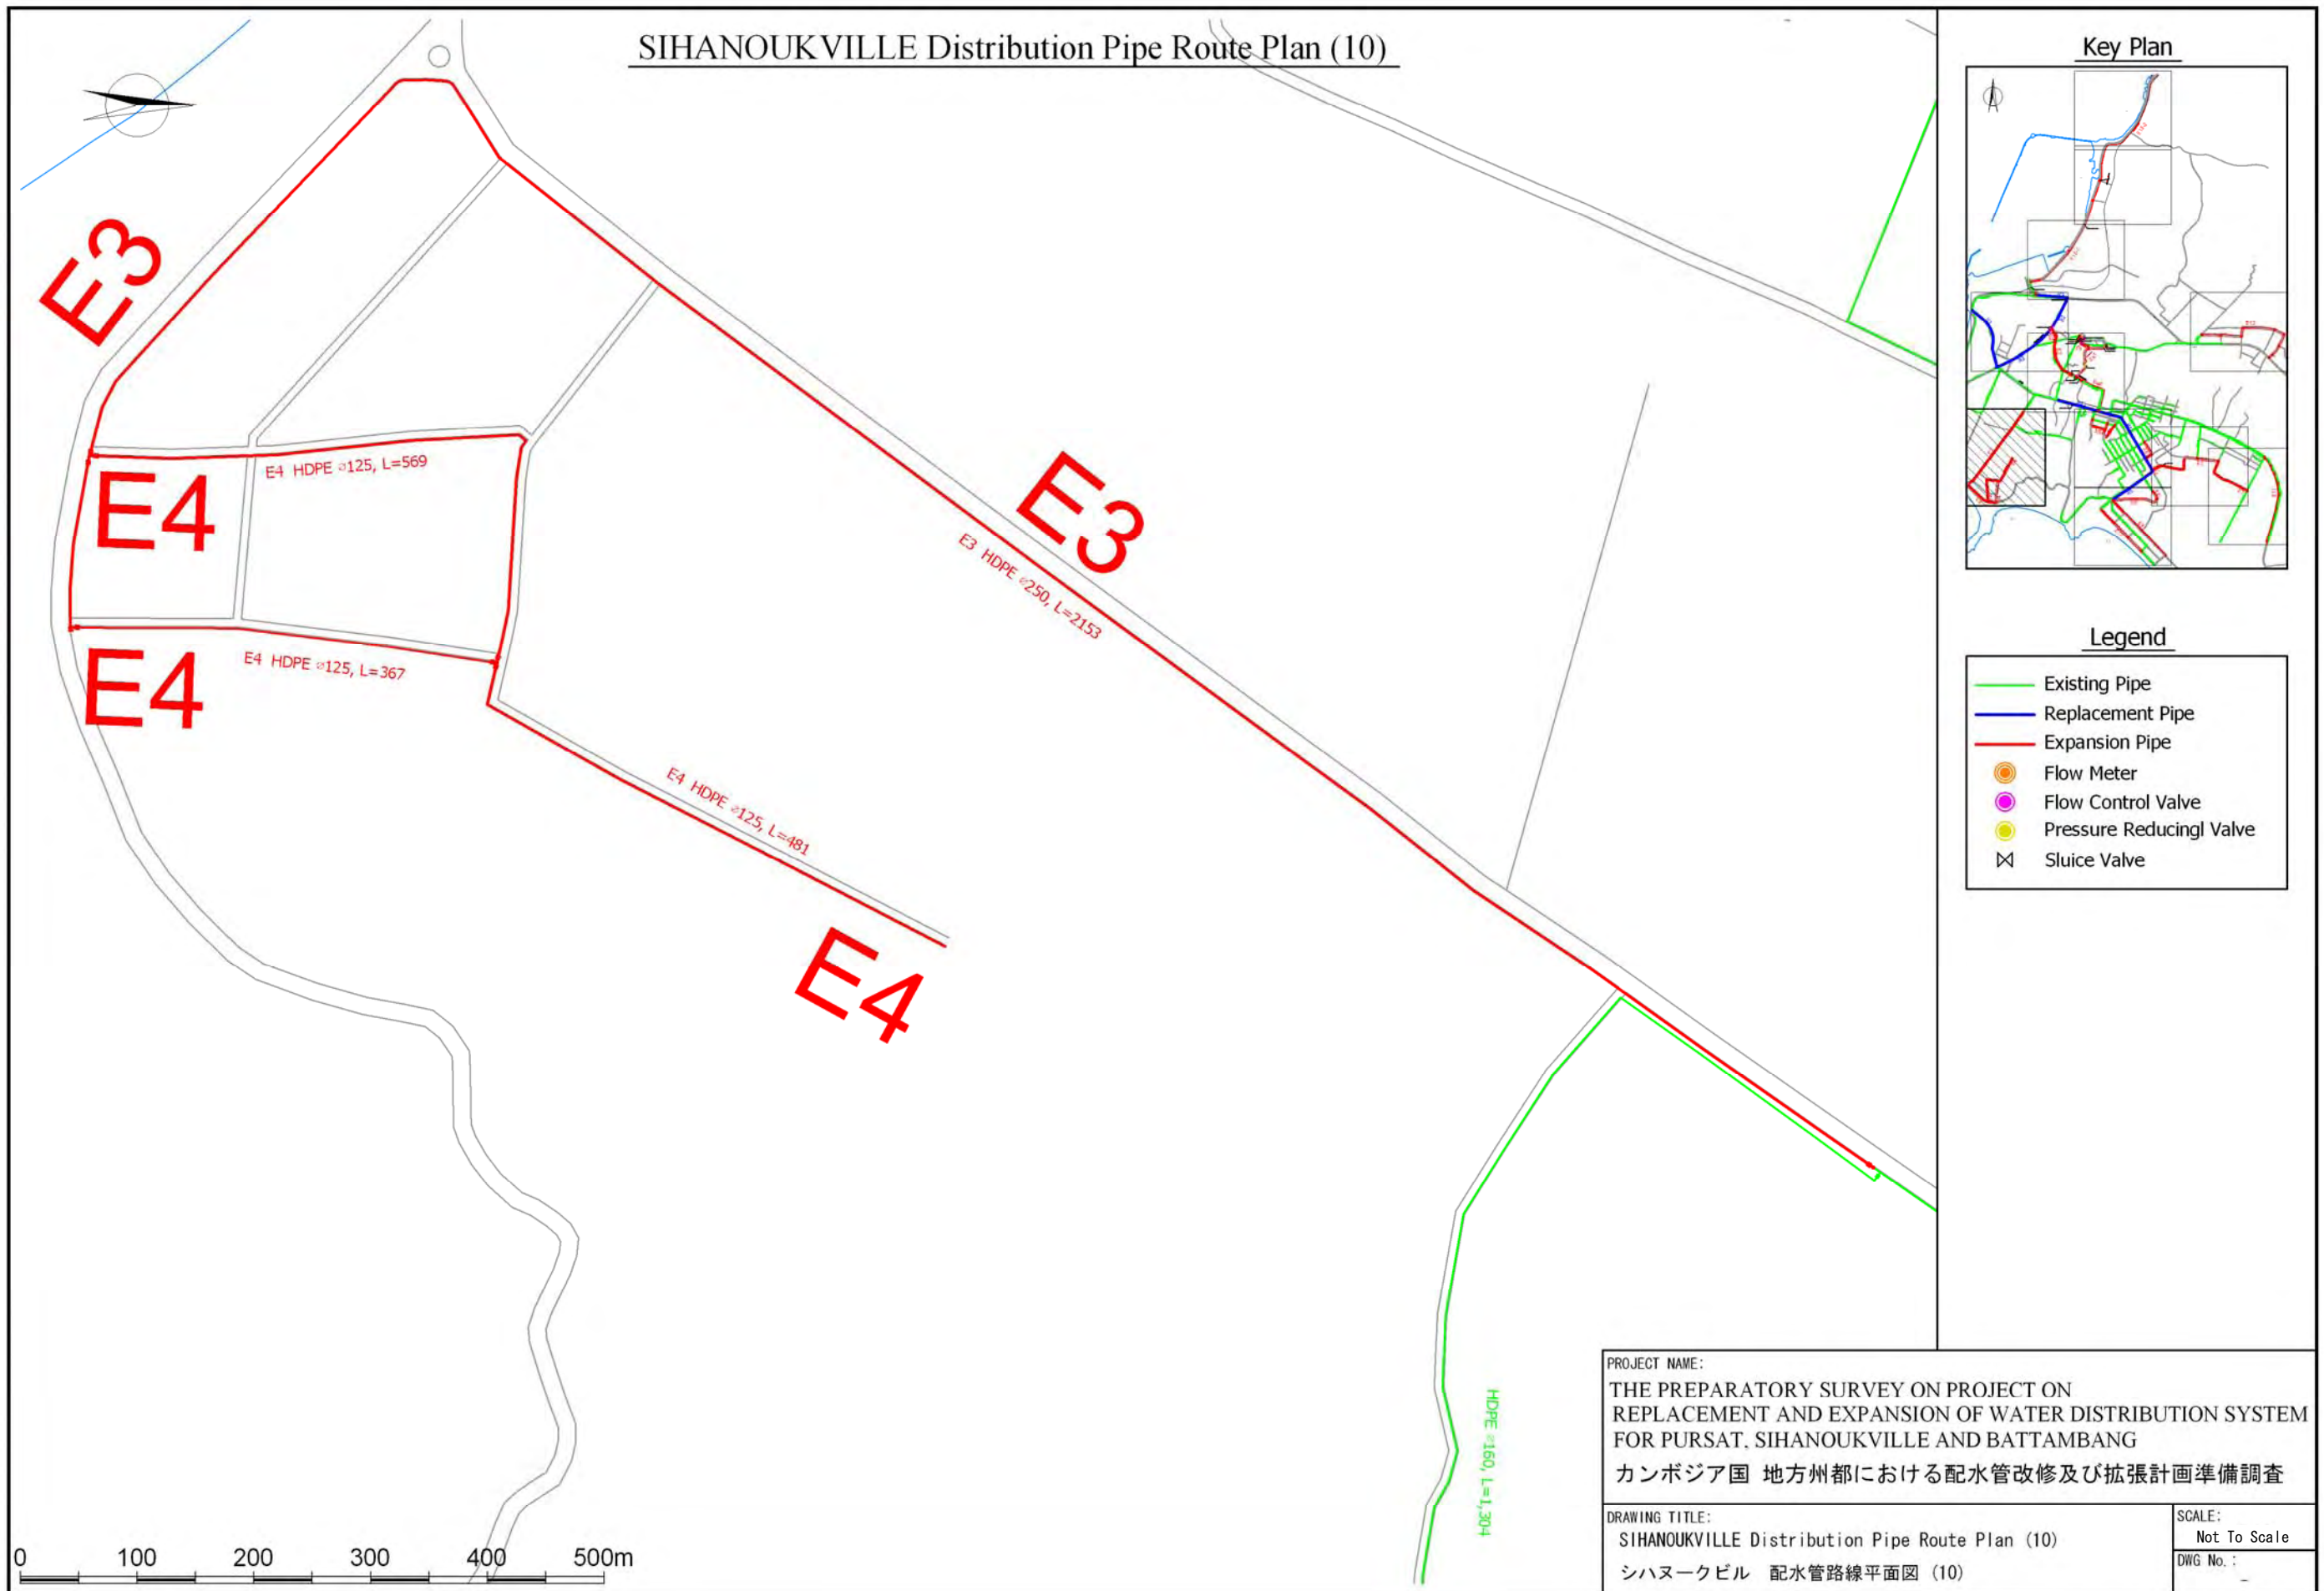 SIHANOUKVILLE Distribution Pipe Route Plan (10)
E3
E4
E4 HDPE ⌀125, L=569
E4
E4 HDPE ⌀125, L=367
E3
E3 HDPE ⌀250, L=2153
E4 HDPE ⌀125, L=481
E4
HDPE ⌀160, L=1,304
0 100 200 300 400 500m
Key Plan
Legend
Existing Pipe
Replacement Pipe
Expansion Pipe
Flow Meter
Flow Control Valve
Pressure Reducingl Valve
Sluice Valve
PROJECT NAME:
THE PREPARATORY SURVEY ON PROJECT ON
REPLACEMENT AND EXPANSION OF WATER DISTRIBUTION SYSTEM
FOR PURSAT, SIHANOUKVILLE AND BATTAMBANG
カンボジア国 地方州都における配水管改修及び拡張計画準備調査
DRAWING TITLE:
SIHANOUKVILLE Distribution Pipe Route Plan (10)
シハヌークビル 配水管路線平面図 (10)
SCALE:
Not To Scale
DWG No.:
–